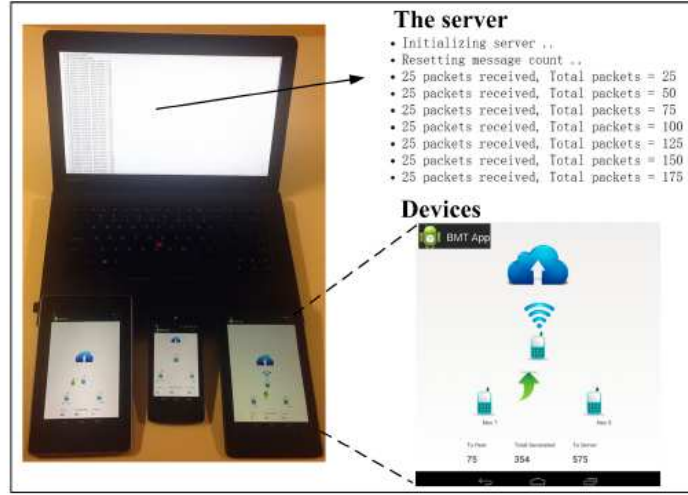 The server
• Initializing server ..
• Resetting message count ..
• 25 packets received, Total packets = 25
• 25 packets received, Total packets = 50
• 25 packets received, Total packets = 75
• 25 packets received, Total packets = 100
• 25 packets received, Total packets = 125
• 25 packets received, Total packets = 150
• 25 packets received, Total packets = 175
Devices
BMT App
To Peer Total Generated To Server
75 354 575